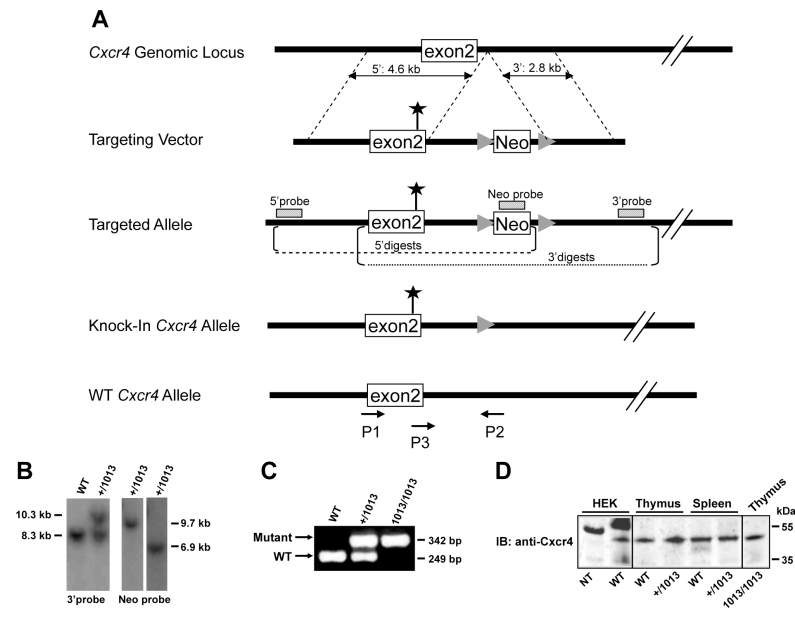 A
Cxcr4 Genomic Locus
exon2
5': 4.6 kb
3': 2.8 kb
Targeting Vector
exon2
Neo
5'probe
Neo probe
3'probe
Targeted Allele
exon2
Neo
5'digests
3'digests
Knock-In Cxcr4 Allele
exon2
WT Cxcr4 Allele
exon2
P1
P3
P2
B
WT
+/1013
+/1013
+/1013
10.3 kb
8.3 kb
9.7 kb
6.9 kb
3'probe
Neo probe
C
WT
+/1013
1013/1013
Mutant
342 bp
WT
249 bp
D
HEK
Thymus
Spleen
Thymus
kDa
IB: anti-Cxcr4
55
35
NT
WT
WT
+/1013
WT
+/1013
1013/1013